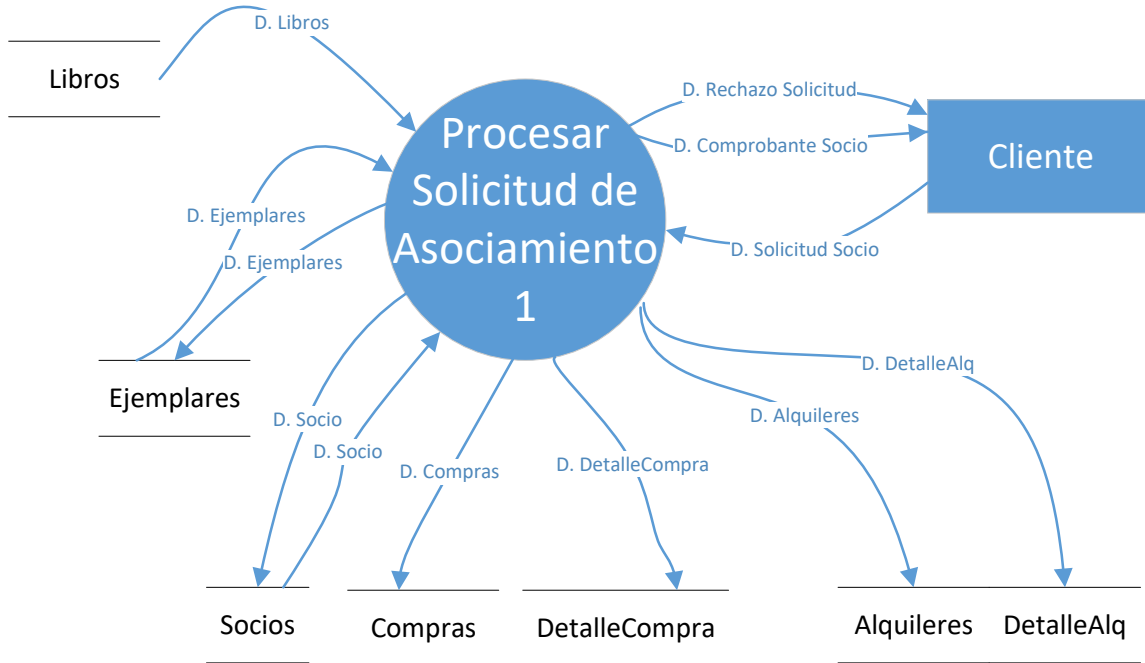 D. Libros
Libros
Procesar
Solicitud de
Asociamiento
1
D. Rechazo Solicitud
D. Comprobante Socio
Cliente
D. Solicitud Socio
D. Ejemplares
D. Ejemplares
Ejemplares
D. Socio
D. Socio
D. Compras
D. DetalleCompra
D. Alquileres
D. DetalleAlq
Socios
Compras
DetalleCompra
Alquileres
DetalleAlq